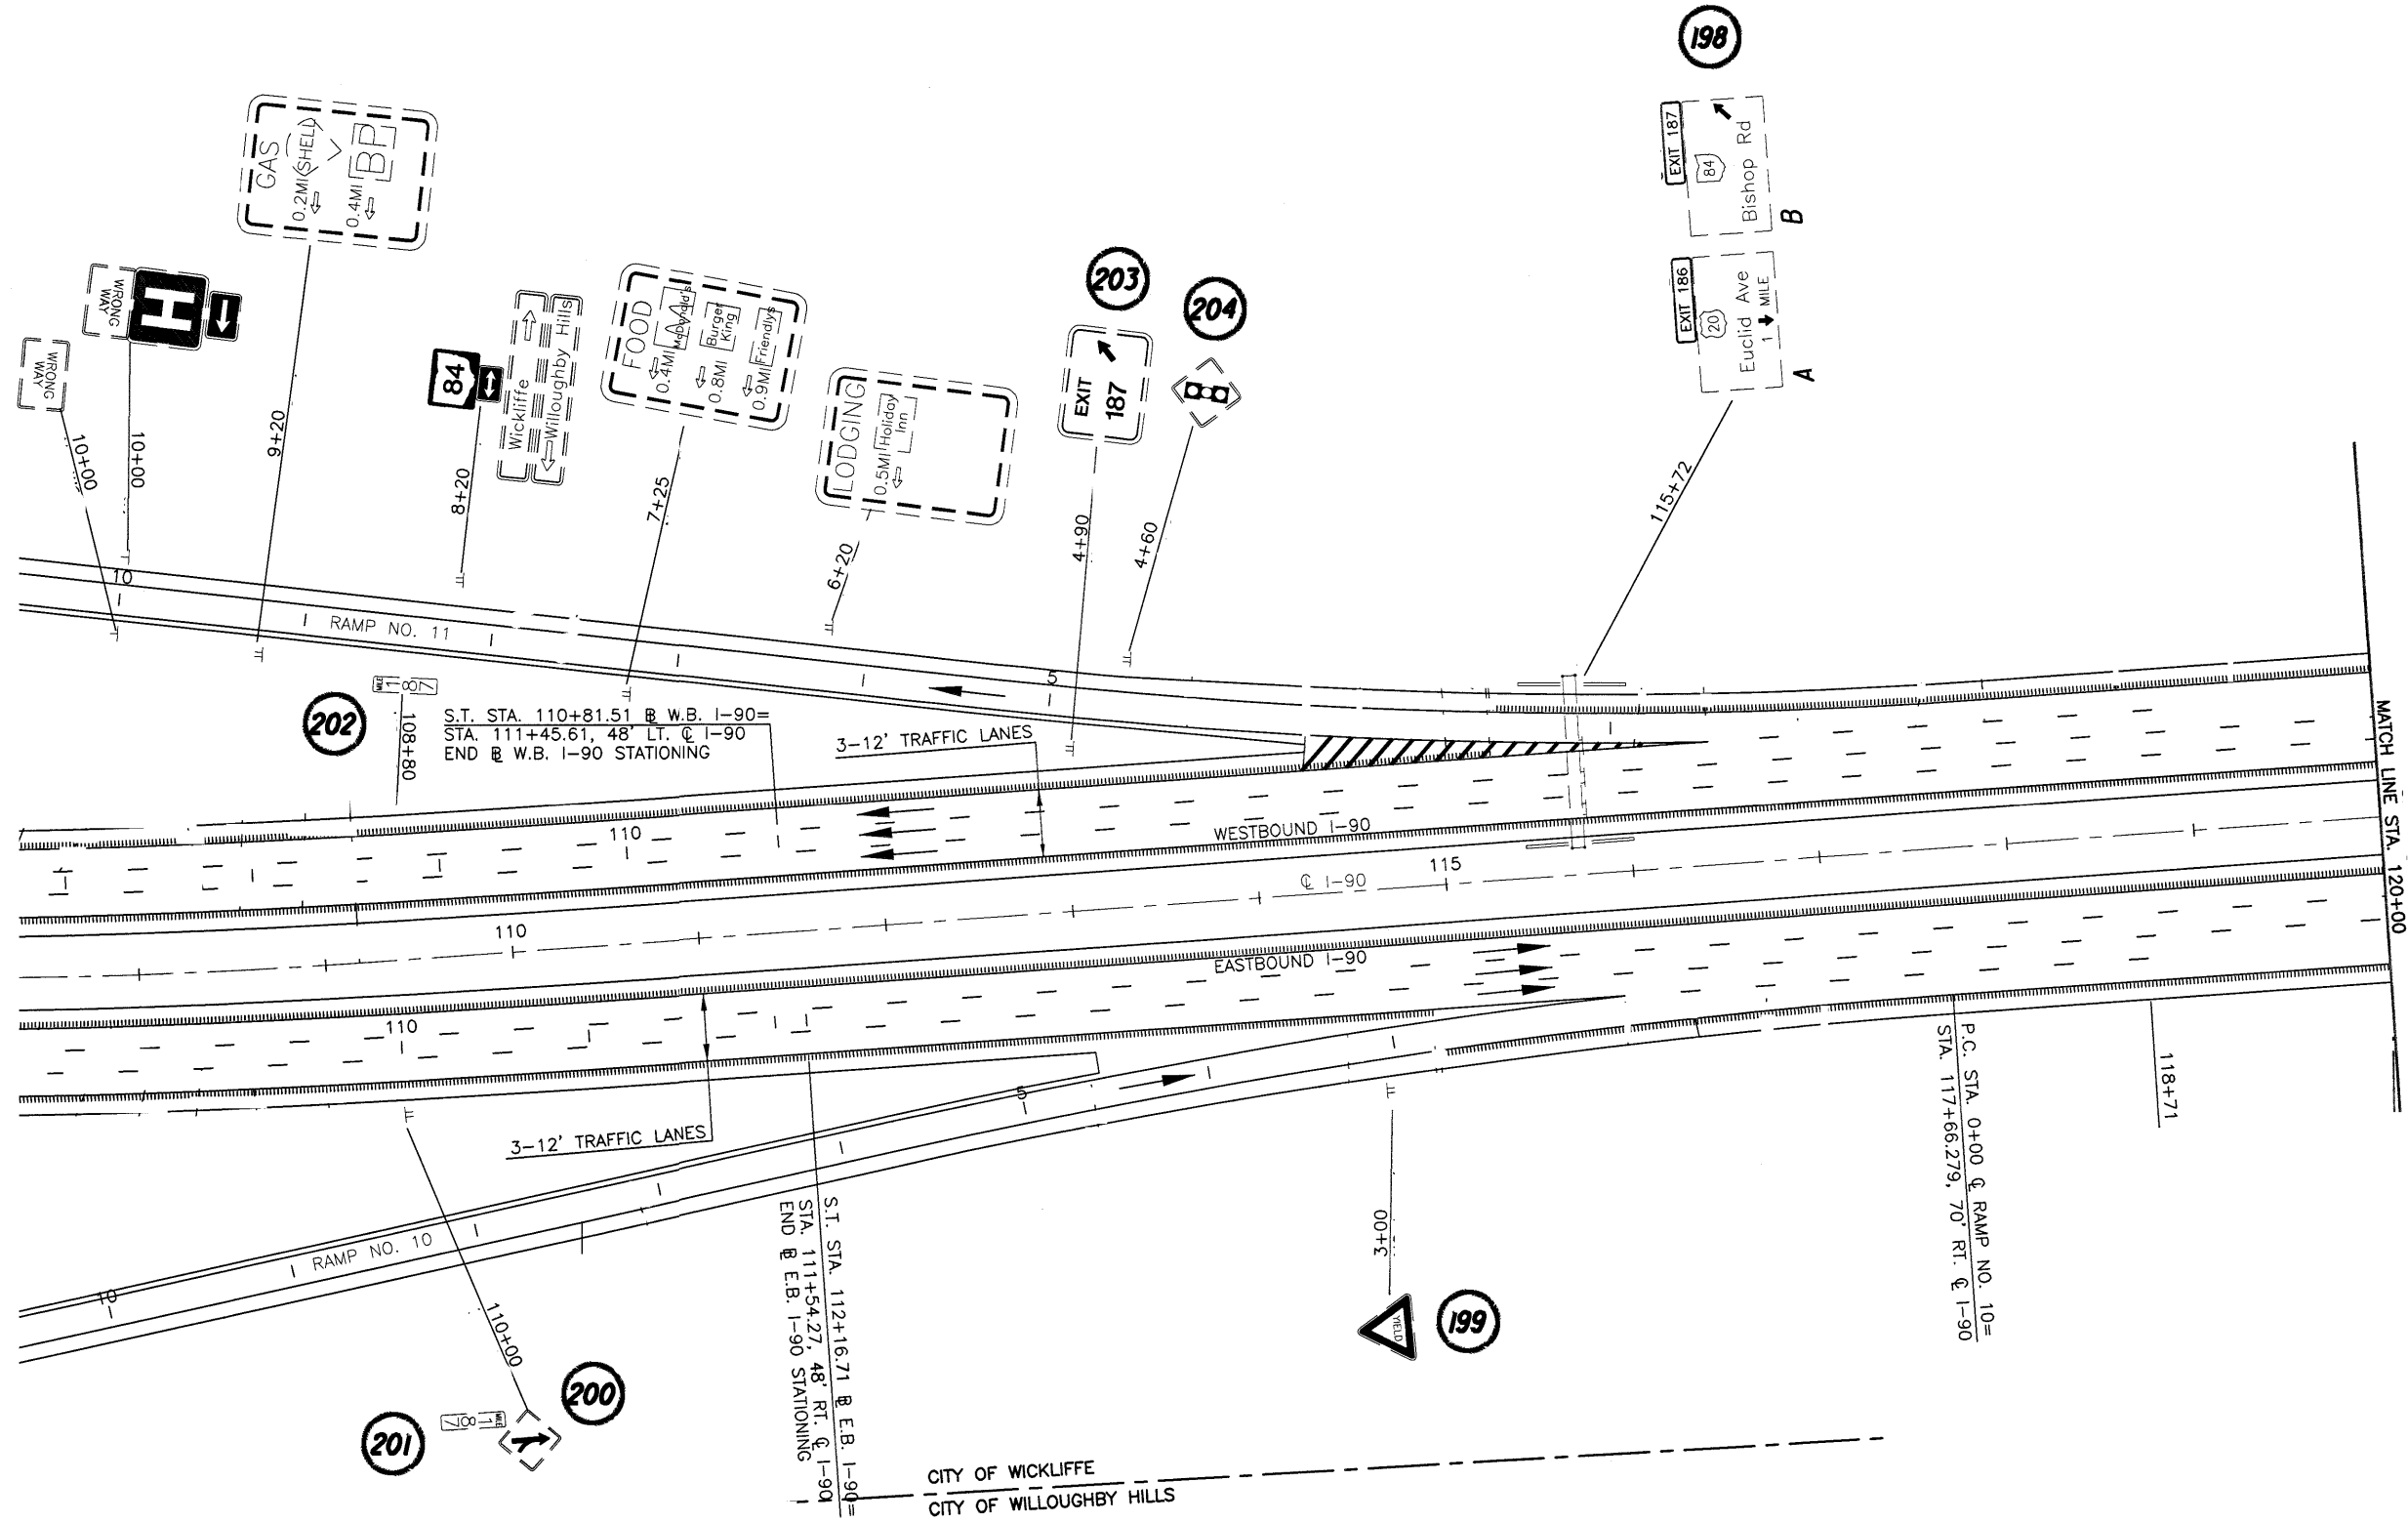 198
EXIT 187
84
Bishop Rd
B
EXIT 186
20
Euclid Ave
1 MILE
A
115+72
GAS
0.2MI SHELL
0.4MI BP
9+20
WRONG
WAY
H
10+00
WRONG
WAY
10+00
84
Wickliffe
Willoughby Hills
8+20
FOOD
0.4MI McDonald's
0.8MI Burger
King
0.9MI Friendlys
7+25
LODGING
0.5MI Holiday
Inn
6+20
203
EXIT
187
4+90
204
4+60
10
RAMP NO. 11
5
202
MILE
187
108+80
S.T. STA. 110+81.51 ⅊ W.B. I-90=
STA. 111+45.61, 48' LT. ℄ I-90
END ⅊ W.B. I-90 STATIONING
3-12' TRAFFIC LANES
110
WESTBOUND I-90
115
℄ I-90
110
EASTBOUND I-90
110
MATCH LINE STA. 120+00
3-12' TRAFFIC LANES
5
RAMP NO. 10
10
110+00
200
201
MILE
187
S.T. STA. 112+16.71 ⅊ E.B. I-90=
STA. 111+54.27, 48' RT. ℄ I-90
END ⅊ E.B. I-90 STATIONING
3+00
YIELD
199
P.C. STA. 0+00 ℄ RAMP NO. 10=
STA. 117+66.279, 70' RT. ℄ I-90
118+71
CITY OF WICKLIFFE
CITY OF WILLOUGHBY HILLS